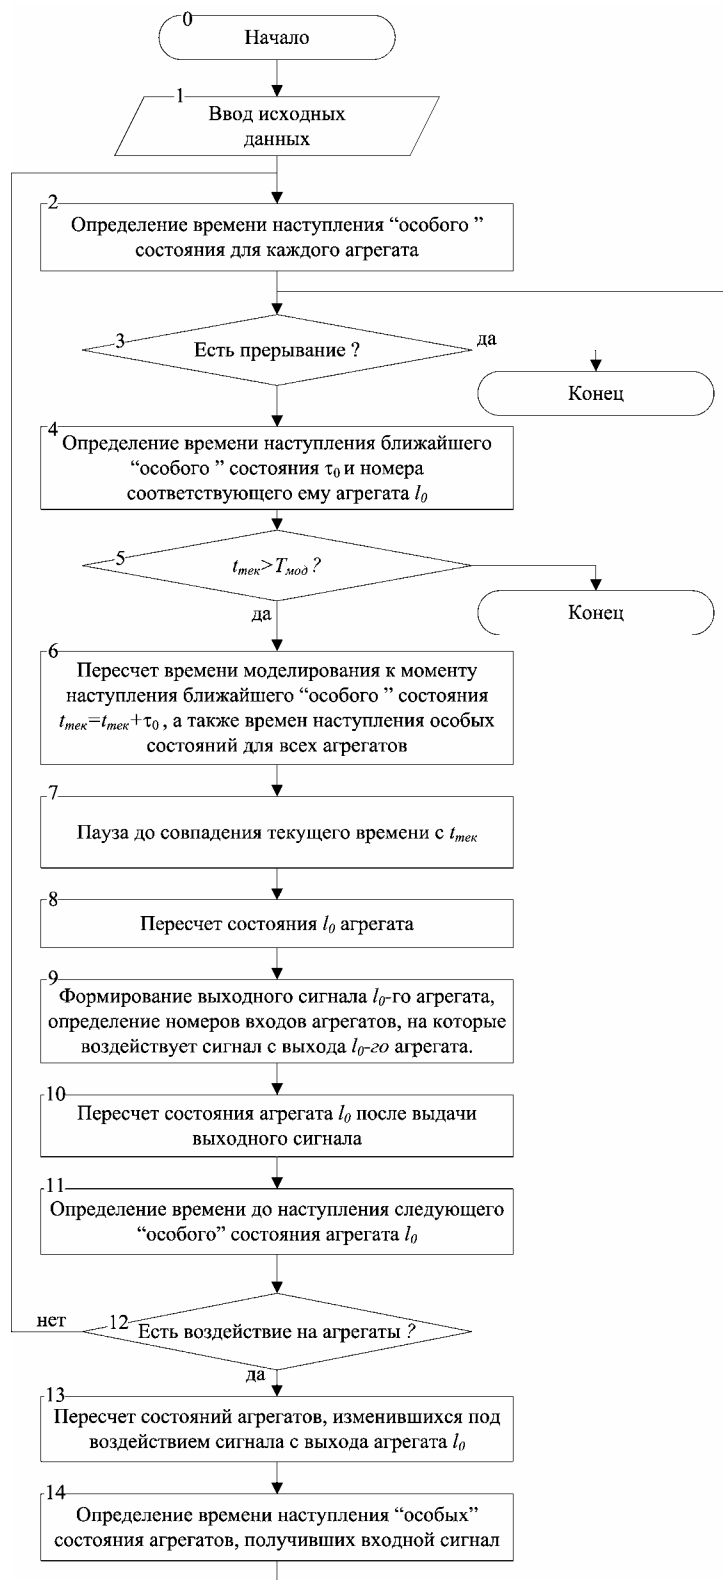 0
Начало
1
Ввод исходных
данных
2
Определение времени наступления “особого ”
состояния для каждого агрегата
3
Есть прерывание ?
да
Конец
4
Определение времени наступления ближайшего
“особого ” состояния τ0 и номера
соответствующего ему агрегата l0
5
tтек>Tмод ?
да
Конец
6
Пересчет времени моделирования к моменту
наступления ближайшего “особого ” состояния
tтек=tтек+τ0 , а также времен наступления особых
состояний для всех агрегатов
7
Пауза до совпадения текущего времени с tтек
8
Пересчет состояния l0 агрегата
9
Формирование выходного сигнала l0-го агрегата,
определение номеров входов агрегатов, на которые
воздействует сигнал с выхода l0-го агрегата.
10
Пересчет состояния агрегата l0 после выдачи
выходного сигнала
11
Определение времени до наступления следующего
“особого” состояния агрегата l0
нет
12
Есть воздействие на агрегаты ?
да
13
Пересчет состояний агрегатов, изменившихся под
воздействием сигнала с выхода агрегата l0
14
Определение времени наступления “особых”
состояния агрегатов, получивших входной сигнал